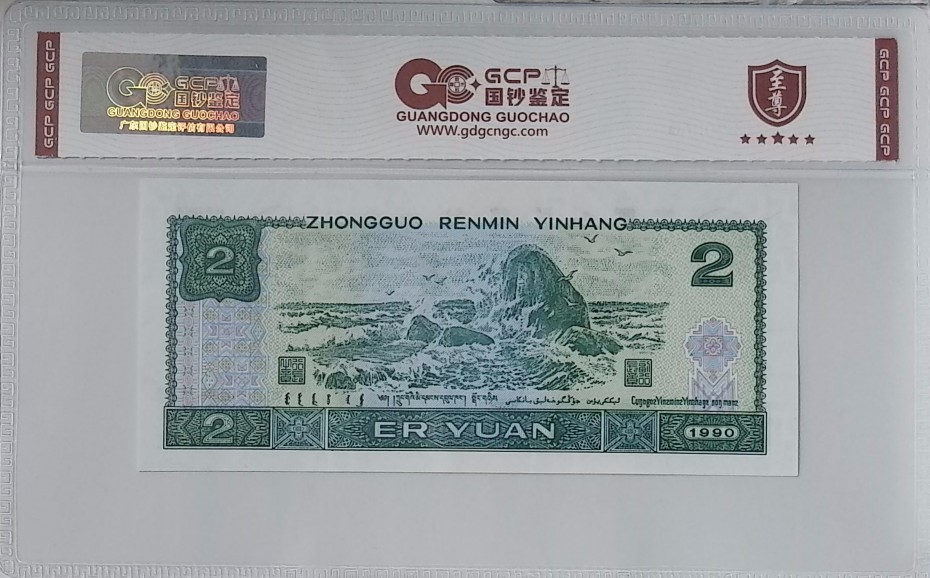 GCP GCP GCP
GCP
国钞鉴定
GUANGDONG GUOCHAO
广东国钞鉴定评估有限公司
GCP
国钞鉴定
GUANGDONG GUOCHAO
www.gdgcngc.com
至尊
GCP GCP GCP
ZHONGGUO RENMIN YINHANG
2
2
2
ER YUAN
1990